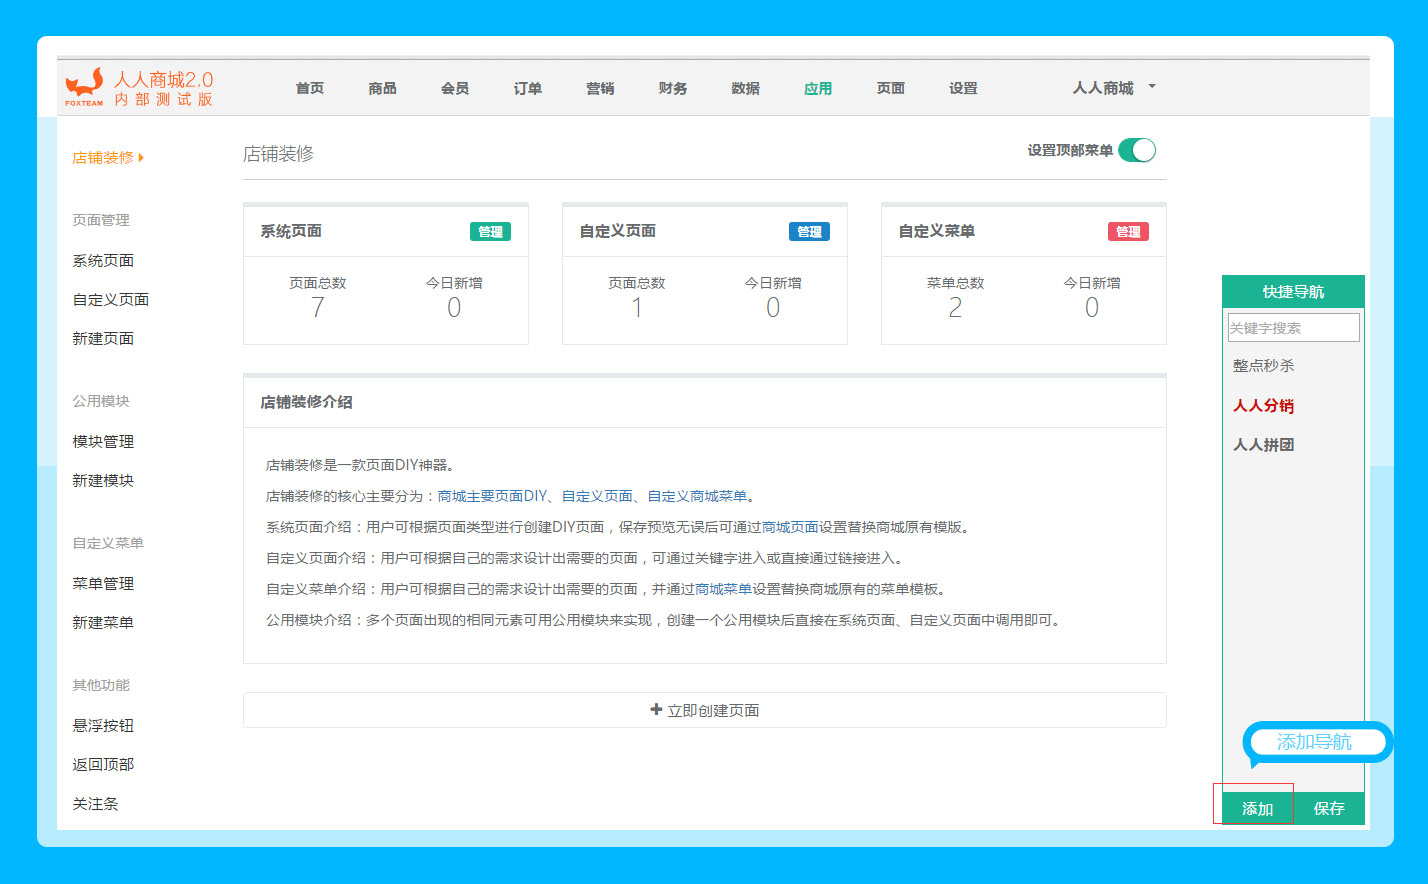 人人商城2.0
内部测试版
FOXTEAM
首页 商品 会员 订单 营销 财务 数据 应用 页面 设置 人人商城
店铺装修
页面管理
系统页面
自定义页面
新建页面
公用模块
模块管理
新建模块
自定义菜单
菜单管理
新建菜单
其他功能
悬浮按钮
返回顶部
关注条
店铺装修 设置顶部菜单
系统页面 管理
页面总数 今日新增
7 0
自定义页面 管理
页面总数 今日新增
1 0
自定义菜单 管理
菜单总数 今日新增
2 0
店铺装修介绍
店铺装修是一款页面DIY神器。
店铺装修的核心主要分为：商城主要页面DIY、自定义页面、自定义商城菜单。
系统页面介绍：用户可根据页面类型进行创建DIY页面，保存预览无误后可通过商城页面设置替换商城原有模版。
自定义页面介绍：用户可根据自己的需求设计出需要的页面，可通过关键字进入或直接通过链接进入。
自定义菜单介绍：用户可根据自己的需求设计出需要的页面，并通过商城菜单设置替换商城原有的菜单模板。
公用模块介绍：多个页面出现的相同元素可用公用模块来实现，创建一个公用模块后直接在系统页面、自定义页面中调用即可。
立即创建页面
快捷导航
关键字搜索
整点秒杀
人人分销
人人拼团
添加导航
添加 保存